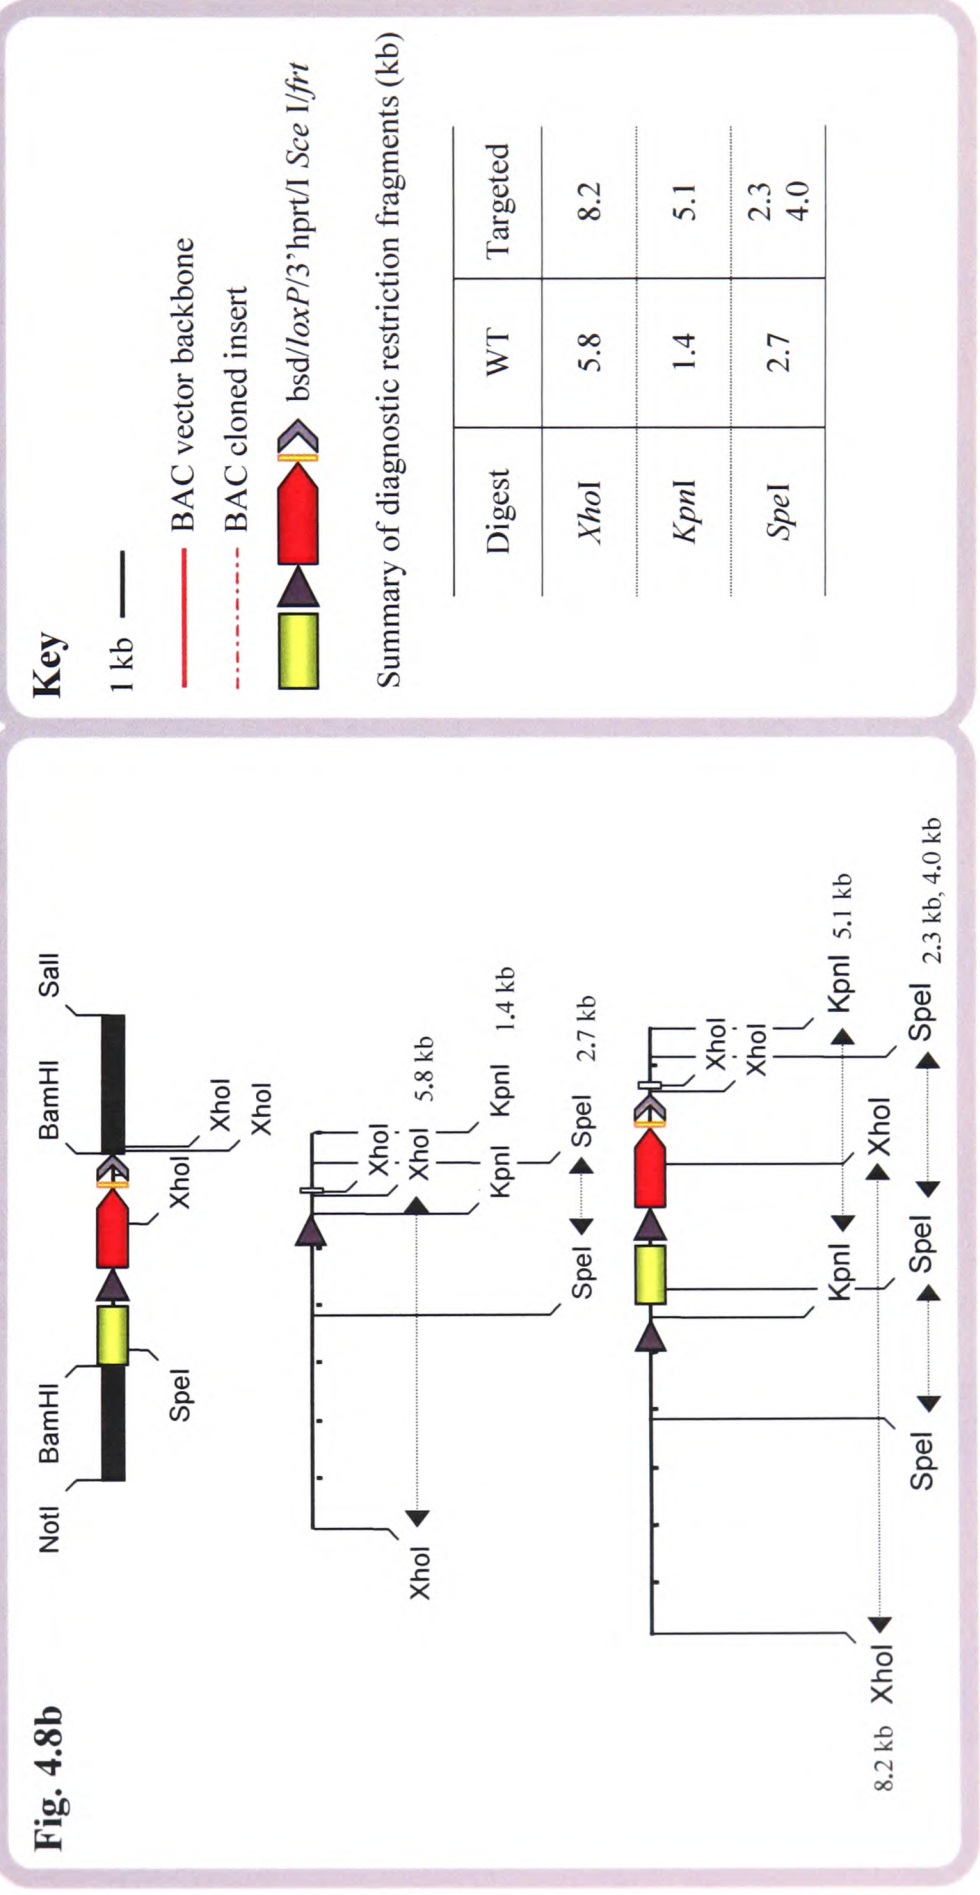 Fig. 4.8b
NotI BamHI BamHI SalI
SpeI XhoI XhoI
XhoI
XhoI 5.8 kb XhoI
XhoI
KpnI KpnI 1.4 kb
SpeI SpeI 2.7 kb
XhoI
XhoI
KpnI KpnI 5.1 kb
8.2 kb XhoI XhoI
SpeI SpeI SpeI 2.3 kb, 4.0 kb
Key
1 kb
BAC vector backbone
BAC cloned insert
bsd/loxP/3’hprt/I Sce I/frt
Summary of diagnostic restriction fragments (kb)
Digest WT Targeted
XhoI 5.8 8.2
KpnI 1.4 5.1
SpeI 2.7 2.3
4.0